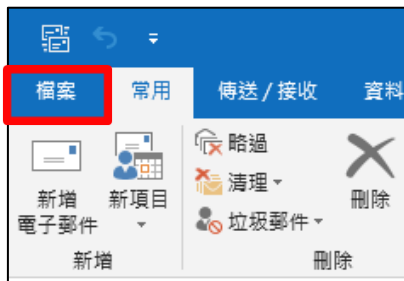 檔案 常用 傳送 / 接收 資料
略過
清理
垃圾郵件
新增
電子郵件
新項目
刪除
新增 刪除